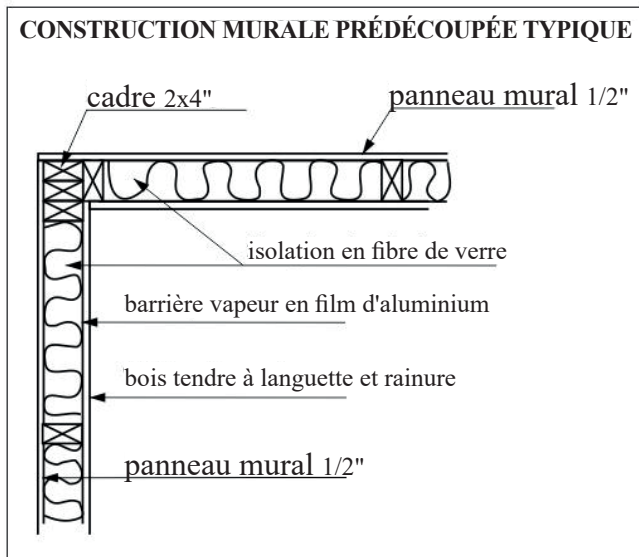 CONSTRUCTION MURALE PRÉDÉCOUPÉE TYPIQUE
cadre 2x4"
panneau mural 1/2"
isolation en fibre de verre
barrière vapeur en film d'aluminium
bois tendre à languette et rainure
panneau mural 1/2"